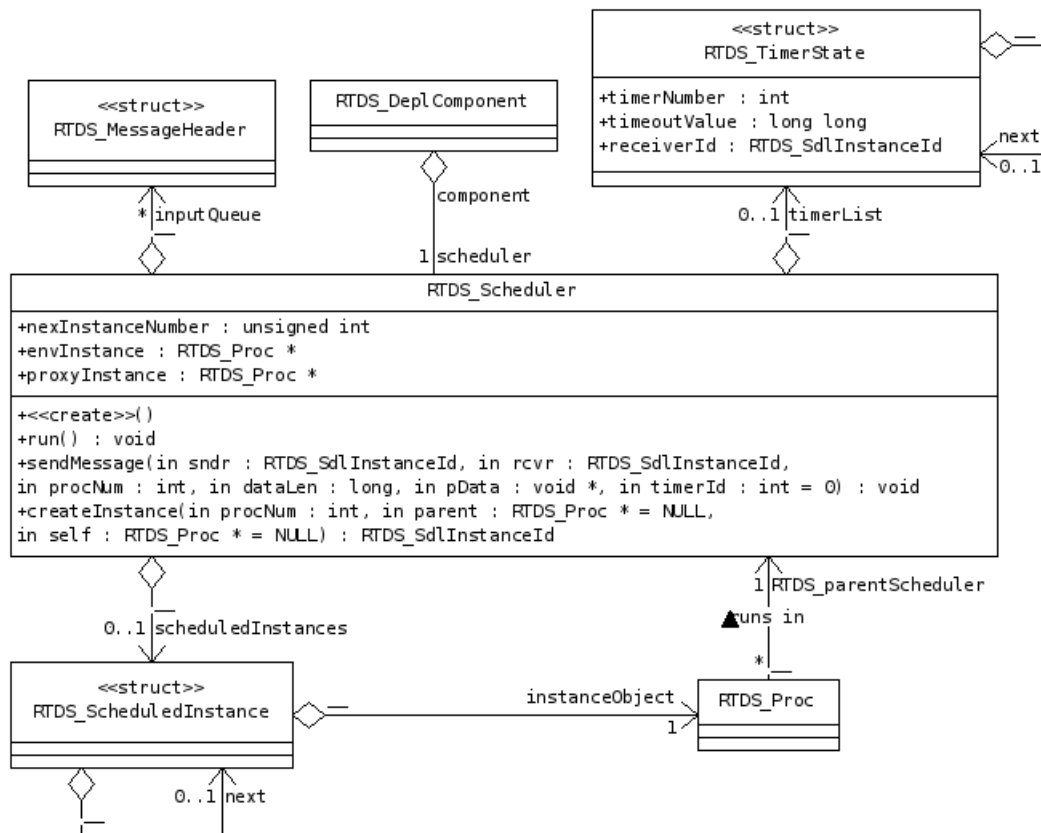 <<struct>>
RTDS_TimerState
+timerNumber : int
+timeoutValue : long long
+receiverId : RTDS_SdlInstanceId
next
0..1
<<struct>>
RTDS_MessageHeader
RTDS_DeplComponent
component
* inputQueue
0..1 timerList
1 scheduler
RTDS_Scheduler
+nexInstanceNumber : unsigned int
+envInstance : RTDS_Proc *
+proxyInstance : RTDS_Proc *
+<<create>>()
+run() : void
+sendMessage(in sndr : RTDS_SdlInstanceId, in rcvr : RTDS_SdlInstanceId,
in procNum : int, in dataLen : long, in pData : void *, in timerId : int = 0) : void
+createInstance(in procNum : int, in parent : RTDS_Proc * = NULL,
in self : RTDS_Proc * = NULL) : RTDS_SdlInstanceId
1 RTDS_parentScheduler
runs in
*
0..1 scheduledInstances
<<struct>>
RTDS_ScheduledInstance
instanceObject
1
RTDS_Proc
0..1 next